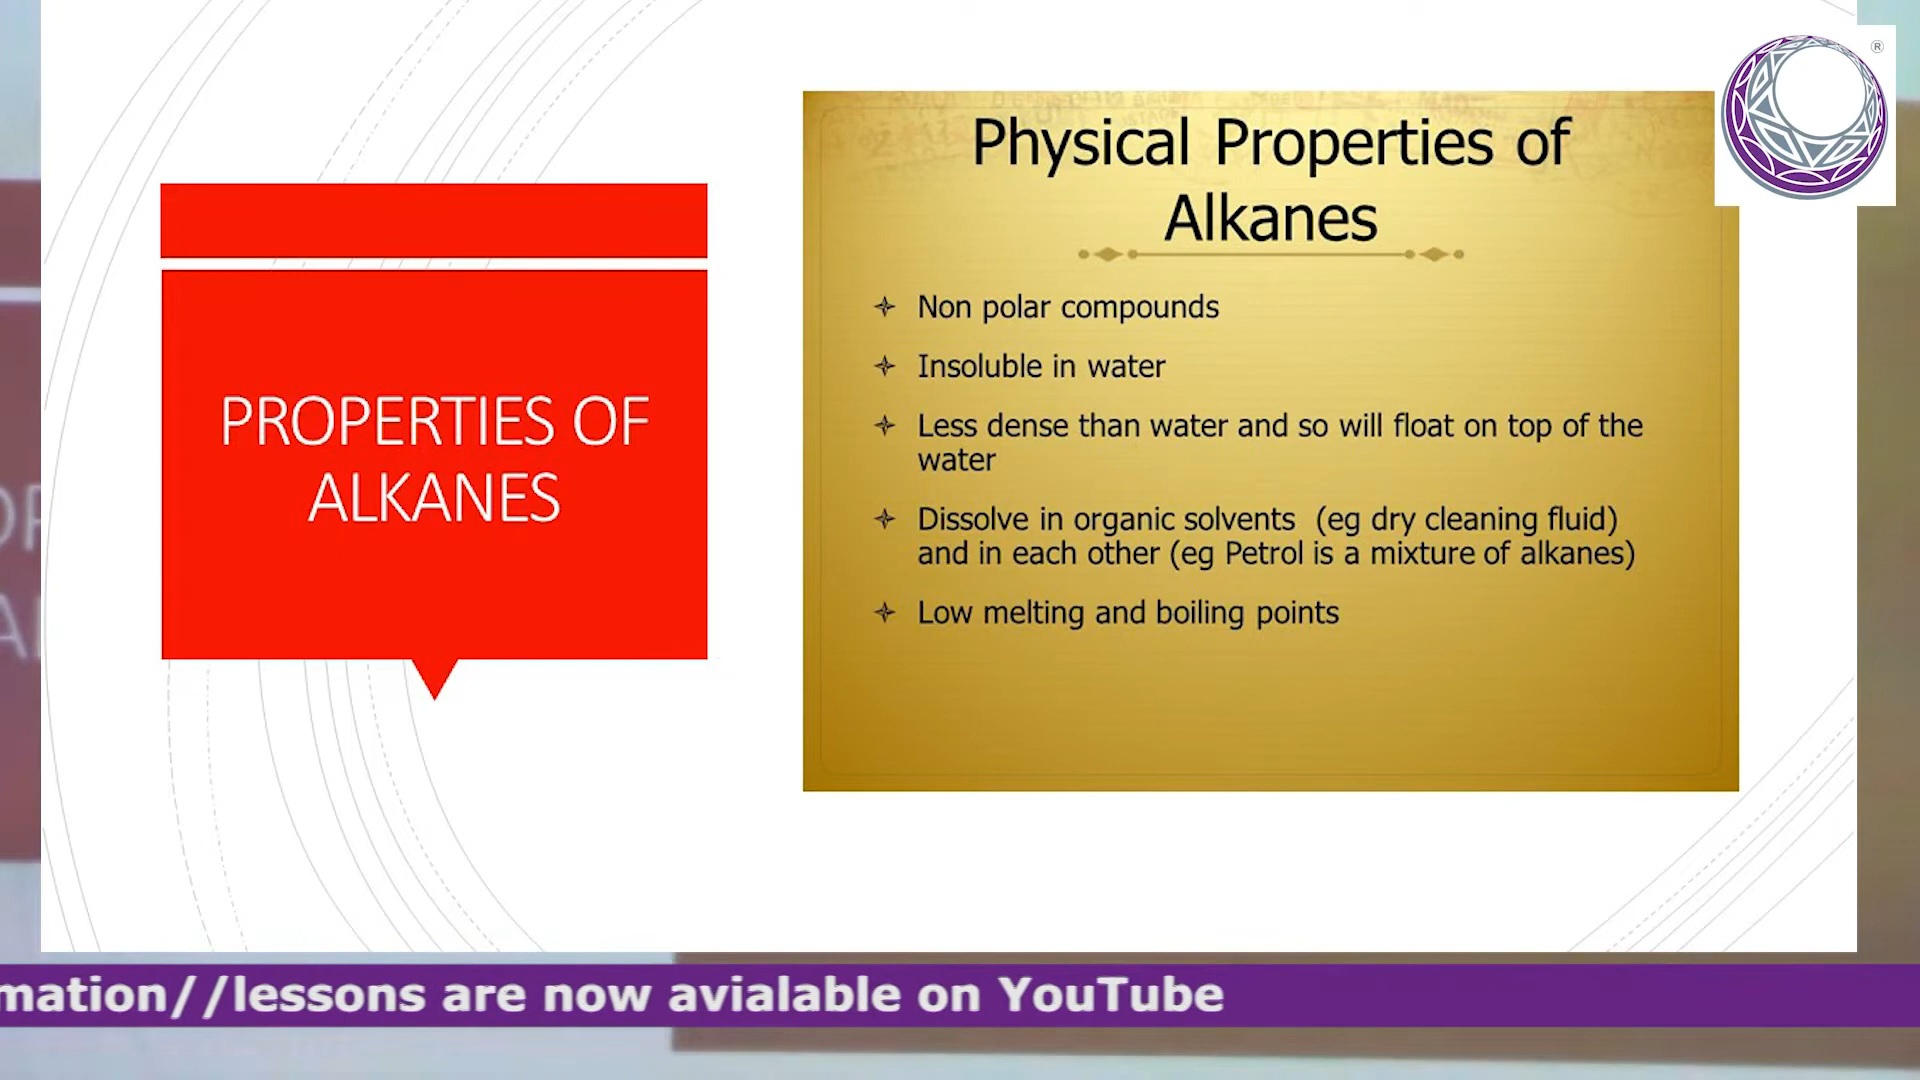 PROPERTIES OF
ALKANES
Physical Properties of
Alkanes
Non polar compounds
Insoluble in water
Less dense than water and so will float on top of the
water
Dissolve in organic solvents (eg dry cleaning fluid)
and in each other (eg Petrol is a mixture of alkanes)
Low melting and boiling points
®
mation//lessons are now avialable on YouTube